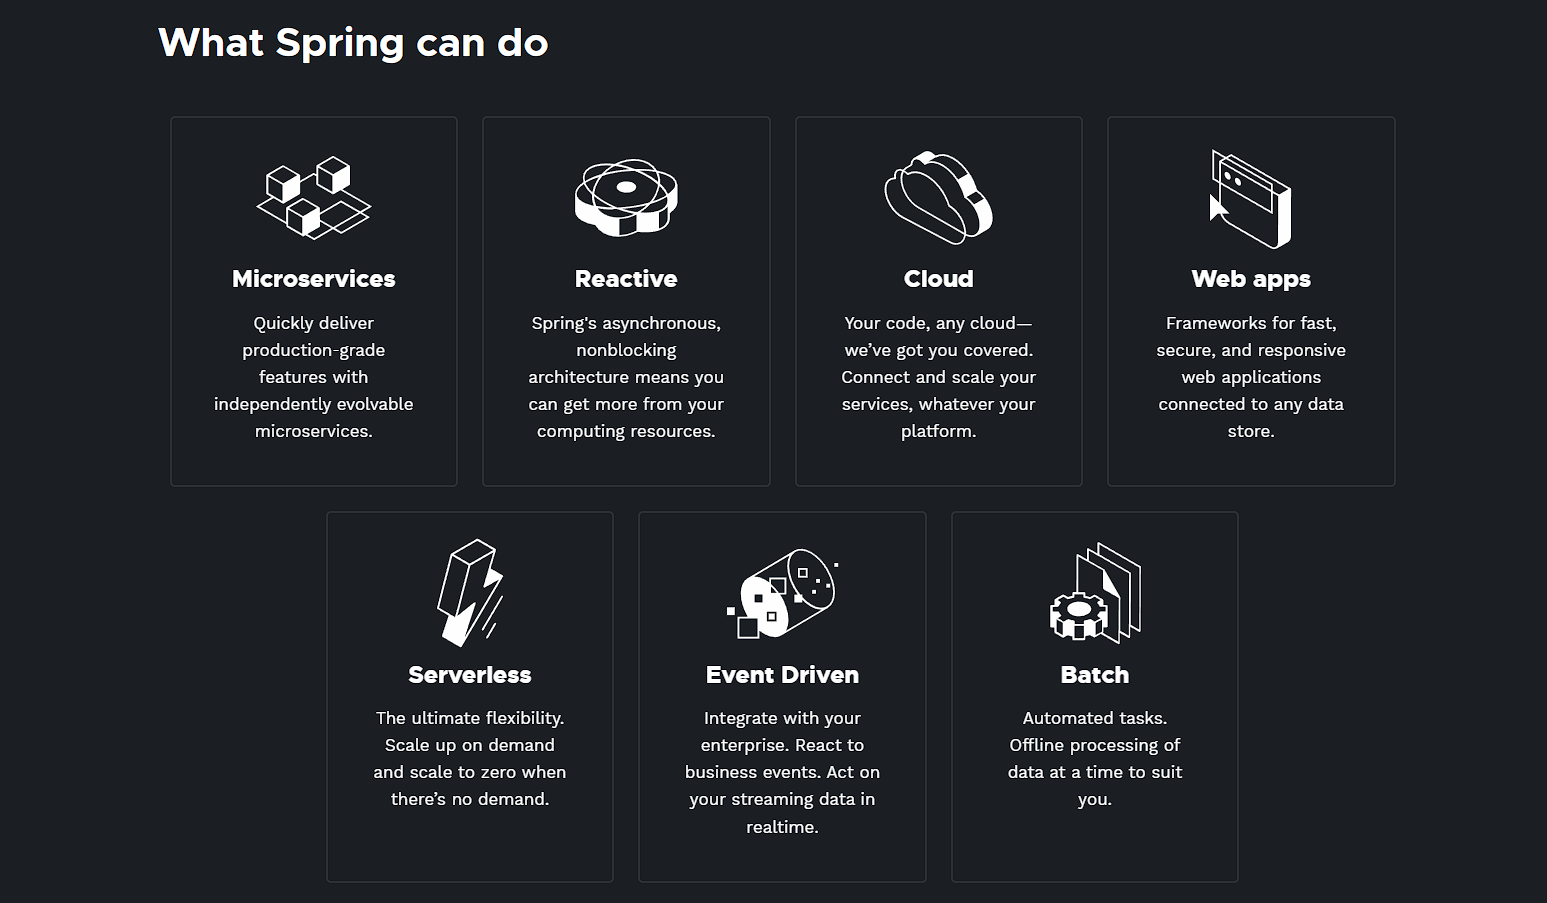 What Spring can do
Microservices
Quickly deliver
production-grade
features with
independently evolvable
microservices.
Reactive
Spring's asynchronous,
nonblocking
architecture means you
can get more from your
computing resources.
Cloud
Your code, any cloud—
we’ve got you covered.
Connect and scale your
services, whatever your
platform.
Web apps
Frameworks for fast,
secure, and responsive
web applications
connected to any data
store.
Serverless
The ultimate flexibility.
Scale up on demand
and scale to zero when
there’s no demand.
Event Driven
Integrate with your
enterprise. React to
business events. Act on
your streaming data in
realtime.
Batch
Automated tasks.
Offline processing of
data at a time to suit
you.